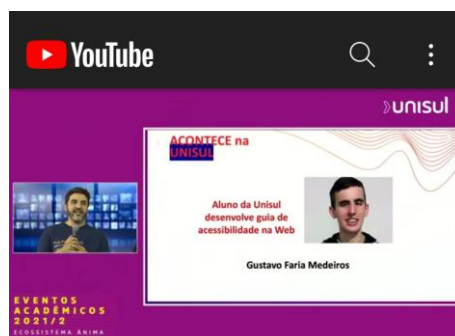 YouTube
unisul
ACONTECE na
UNISUL
Aluno da Unisul
desenvolve guia de
acessibilidade na Web
Gustavo Faria Medeiros
EVENTOS
ACADÊMICOS
2021/2
ECOSSISTEMA ÂNIMA